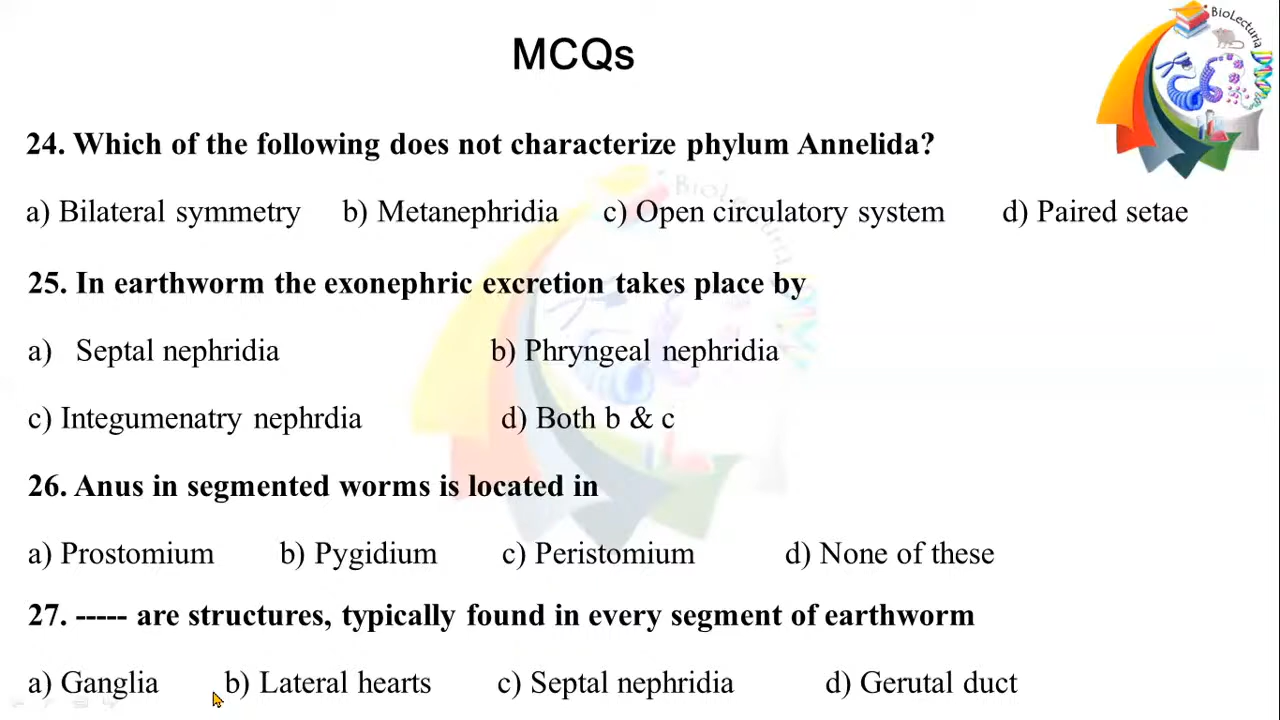 MCQs
BioLecturia
24. Which of the following does not characterize phylum Annelida?
a) Bilateral symmetry b) Metanephridia c) Open circulatory system d) Paired setae
25. In earthworm the exonephric excretion takes place by
a) Septal nephridia b) Phryngeal nephridia
c) Integumenatry nephrdia d) Both b & c
26. Anus in segmented worms is located in
a) Prostomium b) Pygidium c) Peristomium d) None of these
27. ----- are structures, typically found in every segment of earthworm
a) Ganglia b) Lateral hearts c) Septal nephridia d) Gerutal duct